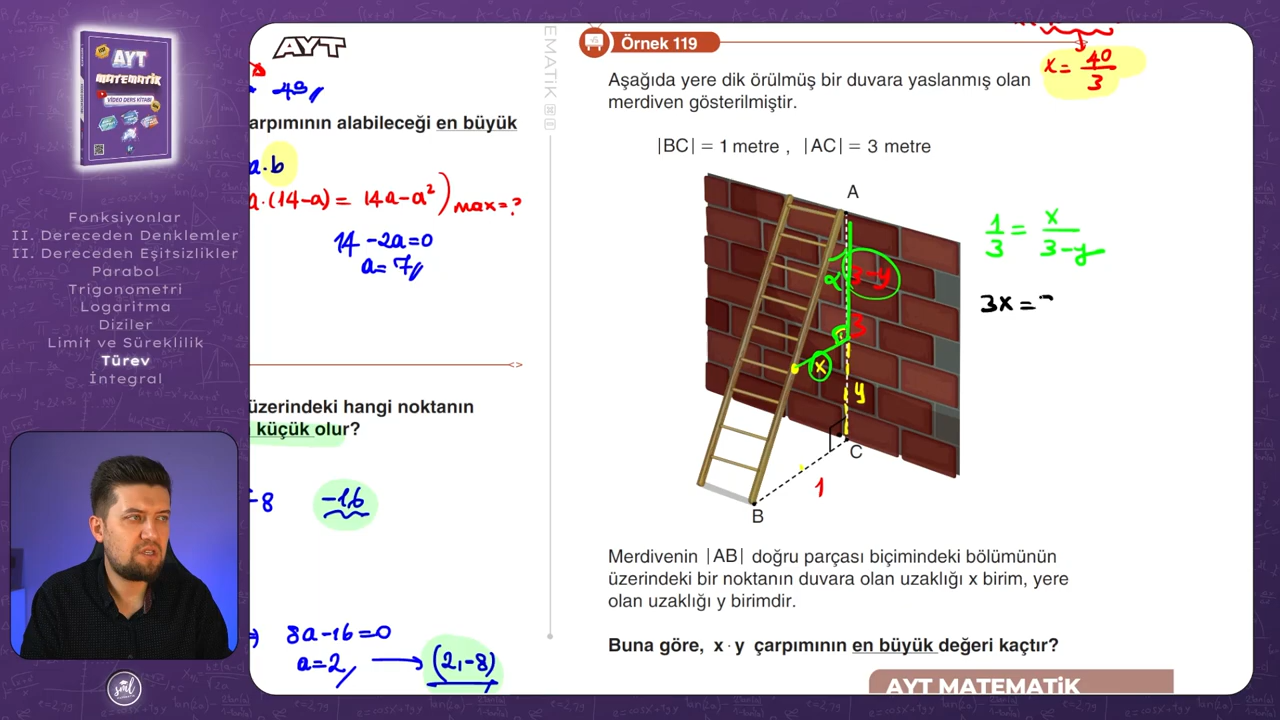 AYT
MATEMATİK
VİDEO DERS KİTABI
Fonksiyonlar
II. Dereceden Denklemler
II. Dereceden Eşitsizlikler
Parabol
Trigonometri
Logaritma
Diziler
Limit ve Süreklilik
Türev
İntegral
sml
AYT
49
arpımının alabileceği en büyük
a.b
a.(14-a) = 14a-a²) max=?
14-2a=0
a=7
üzerindeki hangi noktanın
küçük olur?
-8 -16
8a-16=0
a=2 → (2,-8)
EMATİK
Örnek 119
3
x = 40/3
Aşağıda yere dik örülmüş bir duvara yaslanmış olan
merdiven gösterilmiştir.
|BC| = 1 metre , |AC| = 3 metre
A
α 3-y
3
x
y
C
1
B
1/3 = x/3-y
3x =
Merdivenin |AB| doğru parçası biçimindeki bölümünün
üzerindeki bir noktanın duvara olan uzaklığı x birim, yere
olan uzaklığı y birimdir.
Buna göre, x · y çarpımının en büyük değeri kaçtır?
AYT MATEMATİK